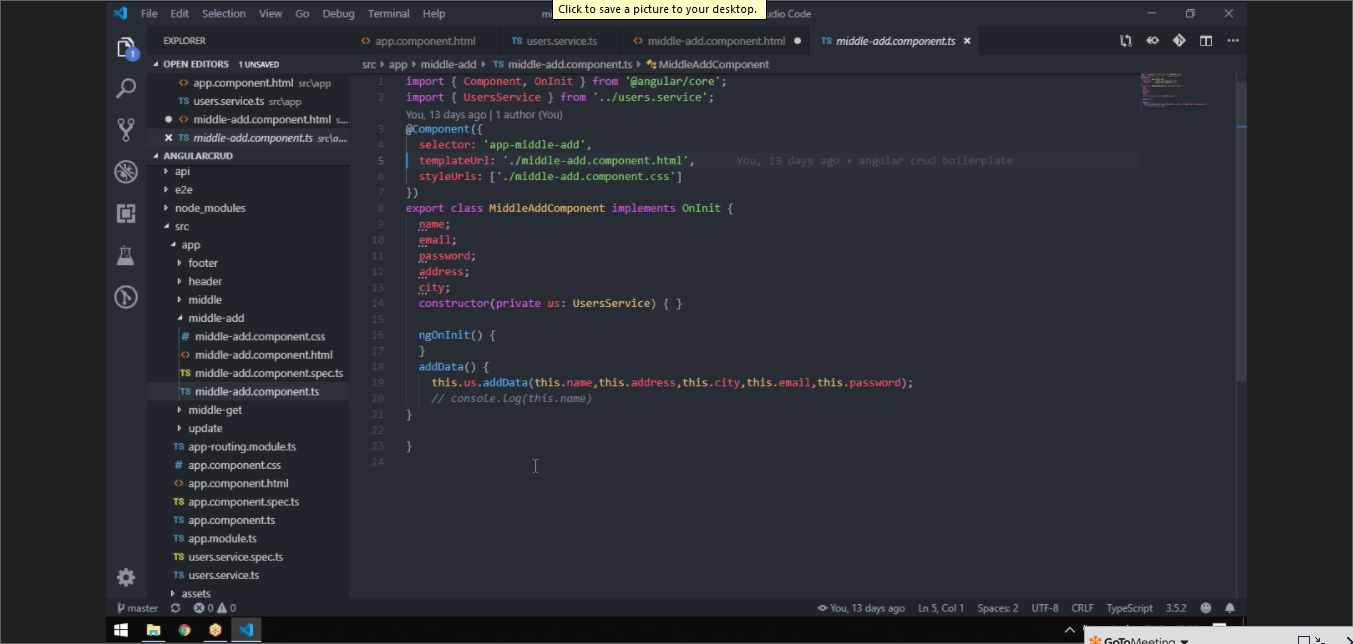 Click to save a picture to your desktop.
File Edit Selection View Go Debug Terminal Help
udio Code
EXPLORER
app.component.html
TS users.service.ts
middle-add.component.html
TS middle-add.component.ts
1
OPEN EDITORS 1 UNSAVED
src › app › middle-add › TS middle-add.component.ts › MiddleAddComponent
app.component.html src\app
TS users.service.ts src\app
middle-add.component.html s...
TS middle-add.component.ts src\a...
ANGULARCRUD
api
e2e
node_modules
src
app
footer
header
middle
middle-add
# middle-add.component.css
<> middle-add.component.html
TS middle-add.component.spec.ts
TS middle-add.component.ts
middle-get
update
TS app-routing.module.ts
# app.component.css
<> app.component.html
TS app.component.spec.ts
TS app.component.ts
TS app.module.ts
TS users.service.spec.ts
TS users.service.ts
assets
1 import { Component, OnInit } from '@angular/core';
2 import { UsersService } from '../users.service';
You, 13 days ago | 1 author (You)
3 @Component({
4 selector: 'app-middle-add',
5 templateUrl: './middle-add.component.html', You, 13 days ago • angular crud boilerplate
6 styleUrls: ['./middle-add.component.css']
7 })
8 export class MiddleAddComponent implements OnInit {
9 name;
10 email;
11 password;
12 address;
13 city;
14 constructor(private us: UsersService) { }
15
16 ngOnInit() {
17 }
18 addData() {
19 this.us.addData(this.name,this.address,this.city,this.email,this.password);
20 // console.log(this.name)
21 }
22
23 }
24
master 0 0
You, 13 days ago Ln 5, Col 1 Spaces: 2 UTF-8 CRLF TypeScript 3.5.2
GoToMeeting